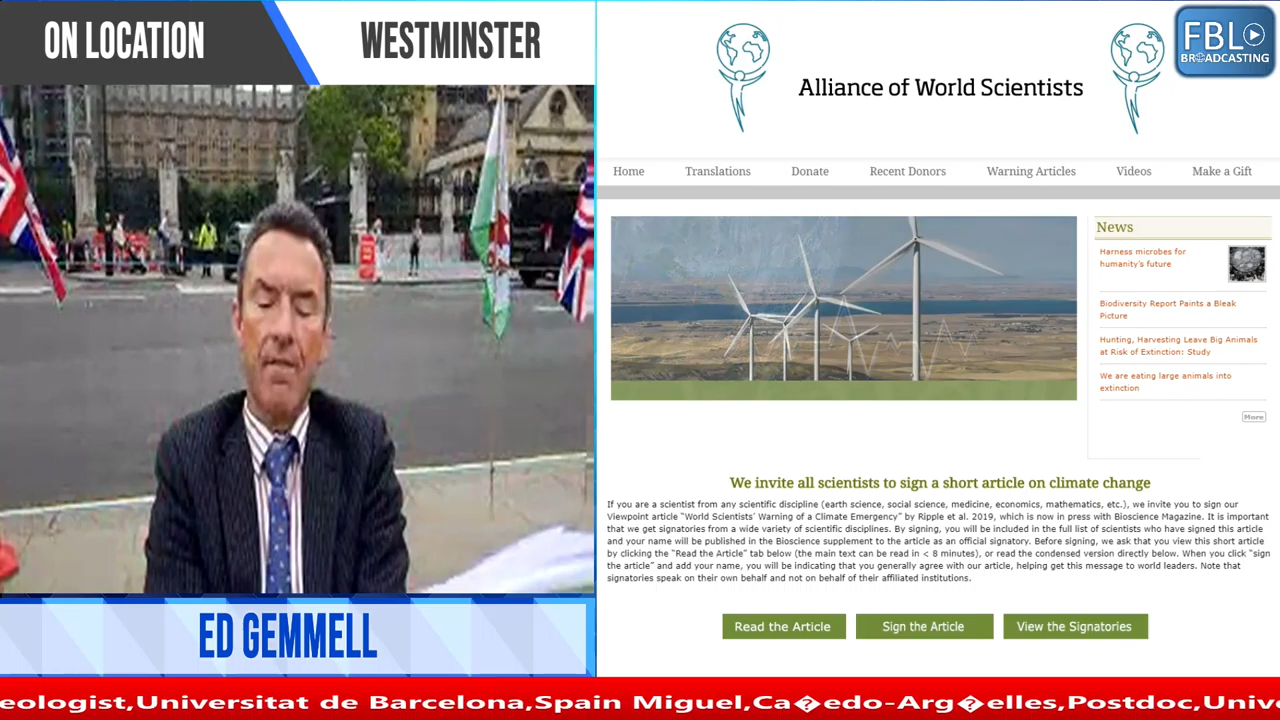 ON LOCATION
WESTMINSTER
FBL
BROADCASTING
Alliance of World Scientists
Home
Translations
Donate
Recent Donors
Warning Articles
Videos
Make a Gift
News
Harness microbes for
humanity's future
Biodiversity Report Paints a Bleak
Picture
Hunting, Harvesting Leave Big Animals
at Risk of Extinction: Study
We are eating large animals into
extinction
More
We invite all scientists to sign a short article on climate change
If you are a scientist from any scientific discipline (earth science, social science, medicine, economics, mathematics, etc.), we invite you to sign our
Viewpoint article “World Scientists’ Warning of a Climate Emergency” by Ripple et al. 2019, which is now in press with Bioscience Magazine. It is important
that we get signatories from a wide variety of scientific disciplines. By signing, you will be included in the full list of scientists who have signed this article
and your name will be published in the Bioscience supplement to the article as an official signatory. Before signing, we ask that you view this short article
by clicking the “Read the Article” tab below (the main text can be read in < 8 minutes), or read the condensed version directly below. When you click “sign
the article” and add your name, you will be indicating that you generally agree with our article, helping get this message to world leaders. Note that
signatories speak on their own behalf and not on behalf of their affiliated institutions.
Read the Article
Sign the Article
View the Signatories
ED GEMMELL
eologist,Universitat de Barcelona,Spain Miguel,Ca�edo-Arg�elles,Postdoc,Unive